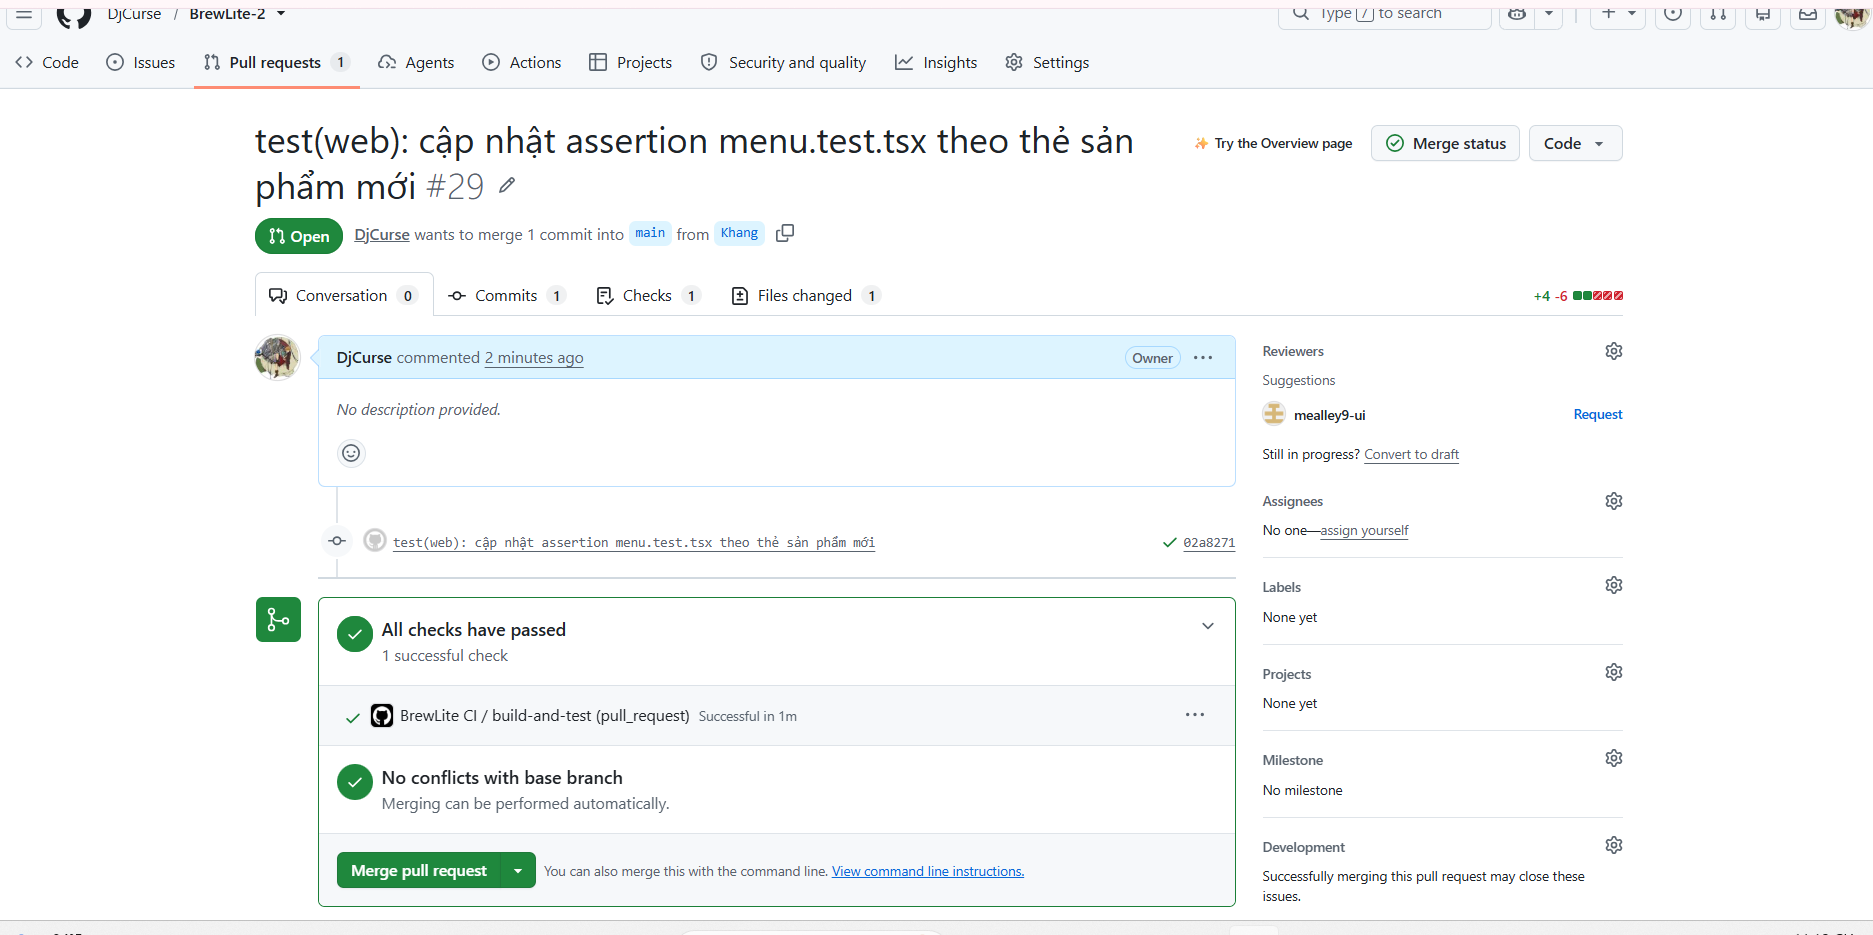 DjCurse / BrewLite-2
Type / to search
Code
Issues
Pull requests 1
Agents
Actions
Projects
Security and quality
Insights
Settings
test(web): cập nhật assertion menu.test.tsx theo thẻ sản
phẩm mới #29
Try the Overview page
Merge status
Code
Open
DjCurse wants to merge 1 commit into main from Khang
Conversation 0
Commits 1
Checks 1
Files changed 1
+4 -6
DjCurse commented 2 minutes ago
Owner
No description provided.
test(web): cập nhật assertion menu.test.tsx theo thẻ sản phẩm mới
02a8271
All checks have passed
1 successful check
BrewLite CI / build-and-test (pull_request) Successful in 1m
No conflicts with base branch
Merging can be performed automatically.
Merge pull request
You can also merge this with the command line. View command line instructions.
Reviewers
Suggestions
mealley9-ui
Request
Still in progress? Convert to draft
Assignees
No one—assign yourself
Labels
None yet
Projects
None yet
Milestone
No milestone
Development
Successfully merging this pull request may close these
issues.